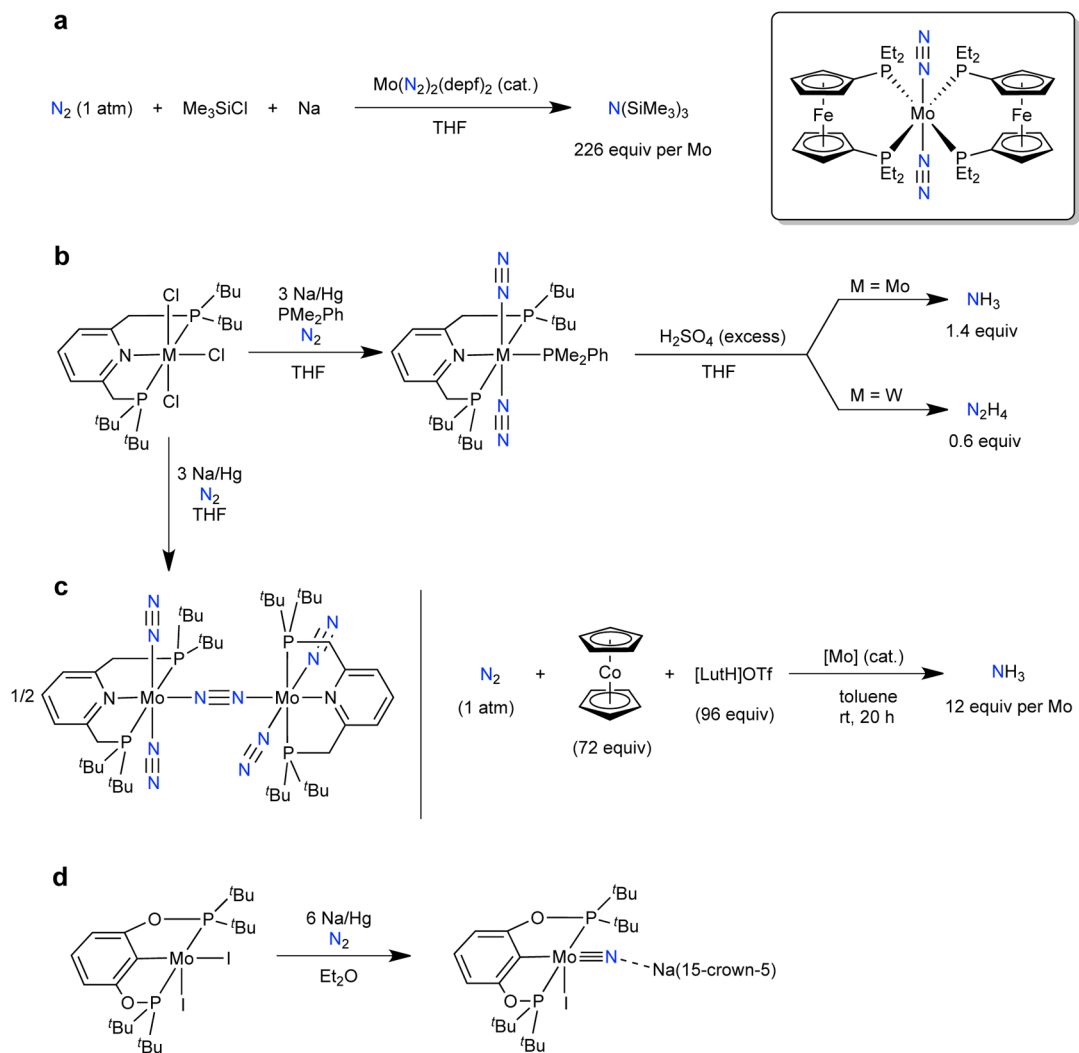 a
N2 (1 atm) + Me3SiCl + Na
Mo(N2)2(depf)2 (cat.)
THF
N(SiMe3)3
226 equiv per Mo
N
N
Et2 Et2
P P
Fe Mo Fe
P P
Et2 Et2
N
N
b
Cl
tBu
P tBu
N M Cl
P
Cl
tBu
tBu
3 Na/Hg
PMe2Ph
N2
THF
N
N
tBu
P tBu
N M PMe2Ph
P
tBu
tBu
N
N
H2SO4 (excess)
THF
M = Mo
NH3
1.4 equiv
M = W
N2H4
0.6 equiv
3 Na/Hg
N2
THF
c
1/2
N
N
tBu
tBu
P
N Mo N N Mo N
P
tBu
tBu
N
N
tBu tBu
P
N
N
N
N
P
tBu
tBu
N2 + Co + [LutH]OTf
(1 atm)
(72 equiv)
(96 equiv)
[Mo] (cat.)
toluene
rt, 20 h
NH3
12 equiv per Mo
d
tBu
O P
tBu
Mo I
O P I
tBu
tBu
6 Na/Hg
N2
Et2O
tBu
O P
tBu
Mo N
Na(15-crown-5)
O P I
tBu
tBu